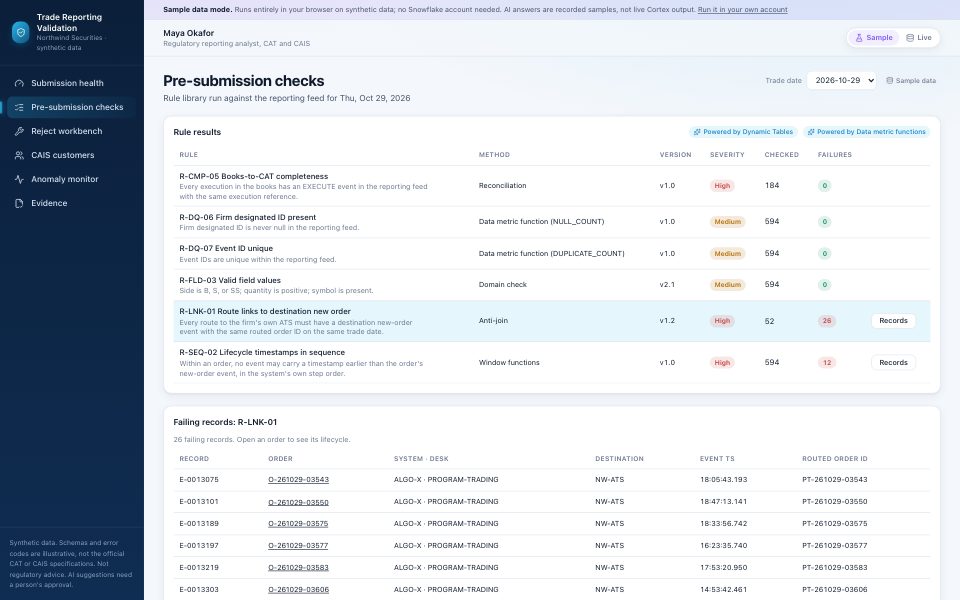 Trade Reporting
Validation
Northwind Securities ·
synthetic data
Submission health
Pre-submission checks
Reject workbench
CAIS customers
Anomaly monitor
Evidence
Synthetic data. Schemas and error
codes are illustrative, not the official
CAT or CAIS specifications. Not
regulatory advice. AI suggestions need
a person's approval.
Sample data mode. Runs entirely in your browser on synthetic data; no Snowflake account needed. AI answers are recorded samples, not live Cortex output. Run it in your own account
Maya Okafor
Regulatory reporting analyst, CAT and CAIS
Sample Live
Pre-submission checks
Rule library run against the reporting feed for Thu, Oct 29, 2026
Trade date 2026-10-29 Sample data
Rule results
Powered by Dynamic Tables Powered by Data metric functions
RULE METHOD VERSION SEVERITY CHECKED FAILURES
R-CMP-05 Books-to-CAT completeness
Every execution in the books has an EXECUTE event in the reporting feed
with the same execution reference.
Reconciliation v1.0 High 184 0
R-DQ-06 Firm designated ID present
Firm designated ID is never null in the reporting feed.
Data metric function (NULL_COUNT) v1.0 Medium 594 0
R-DQ-07 Event ID unique
Event IDs are unique within the reporting feed.
Data metric function (DUPLICATE_COUNT) v1.0 Medium 594 0
R-FLD-03 Valid field values
Side is B, S, or SS; quantity is positive; symbol is present.
Domain check v2.1 Medium 594 0
R-LNK-01 Route links to destination new order
Every route to the firm's own ATS must have a destination new-order
event with the same routed order ID on the same trade date.
Anti-join v1.2 High 52 26 Records
R-SEQ-02 Lifecycle timestamps in sequence
Within an order, no event may carry a timestamp earlier than the order's
new-order event, in the system's own step order.
Window functions v1.0 High 594 12 Records
Failing records: R-LNK-01
26 failing records. Open an order to see its lifecycle.
RECORD ORDER SYSTEM · DESK DESTINATION EVENT TS ROUTED ORDER ID
E-0013075 O-261029-03543 ALGO-X · PROGRAM-TRADING NW-ATS 18:05:43.193 PT-261029-03543
E-0013101 O-261029-03550 ALGO-X · PROGRAM-TRADING NW-ATS 18:47:13.141 PT-261029-03550
E-0013189 O-261029-03575 ALGO-X · PROGRAM-TRADING NW-ATS 18:33:56.742 PT-261029-03575
E-0013197 O-261029-03577 ALGO-X · PROGRAM-TRADING NW-ATS 16:23:35.740 PT-261029-03577
E-0013219 O-261029-03583 ALGO-X · PROGRAM-TRADING NW-ATS 17:53:20.950 PT-261029-03583
E-0013303 O-261029-03606 ALGO-X · PROGRAM-TRADING NW-ATS 14:53:42.461 PT-261029-03606